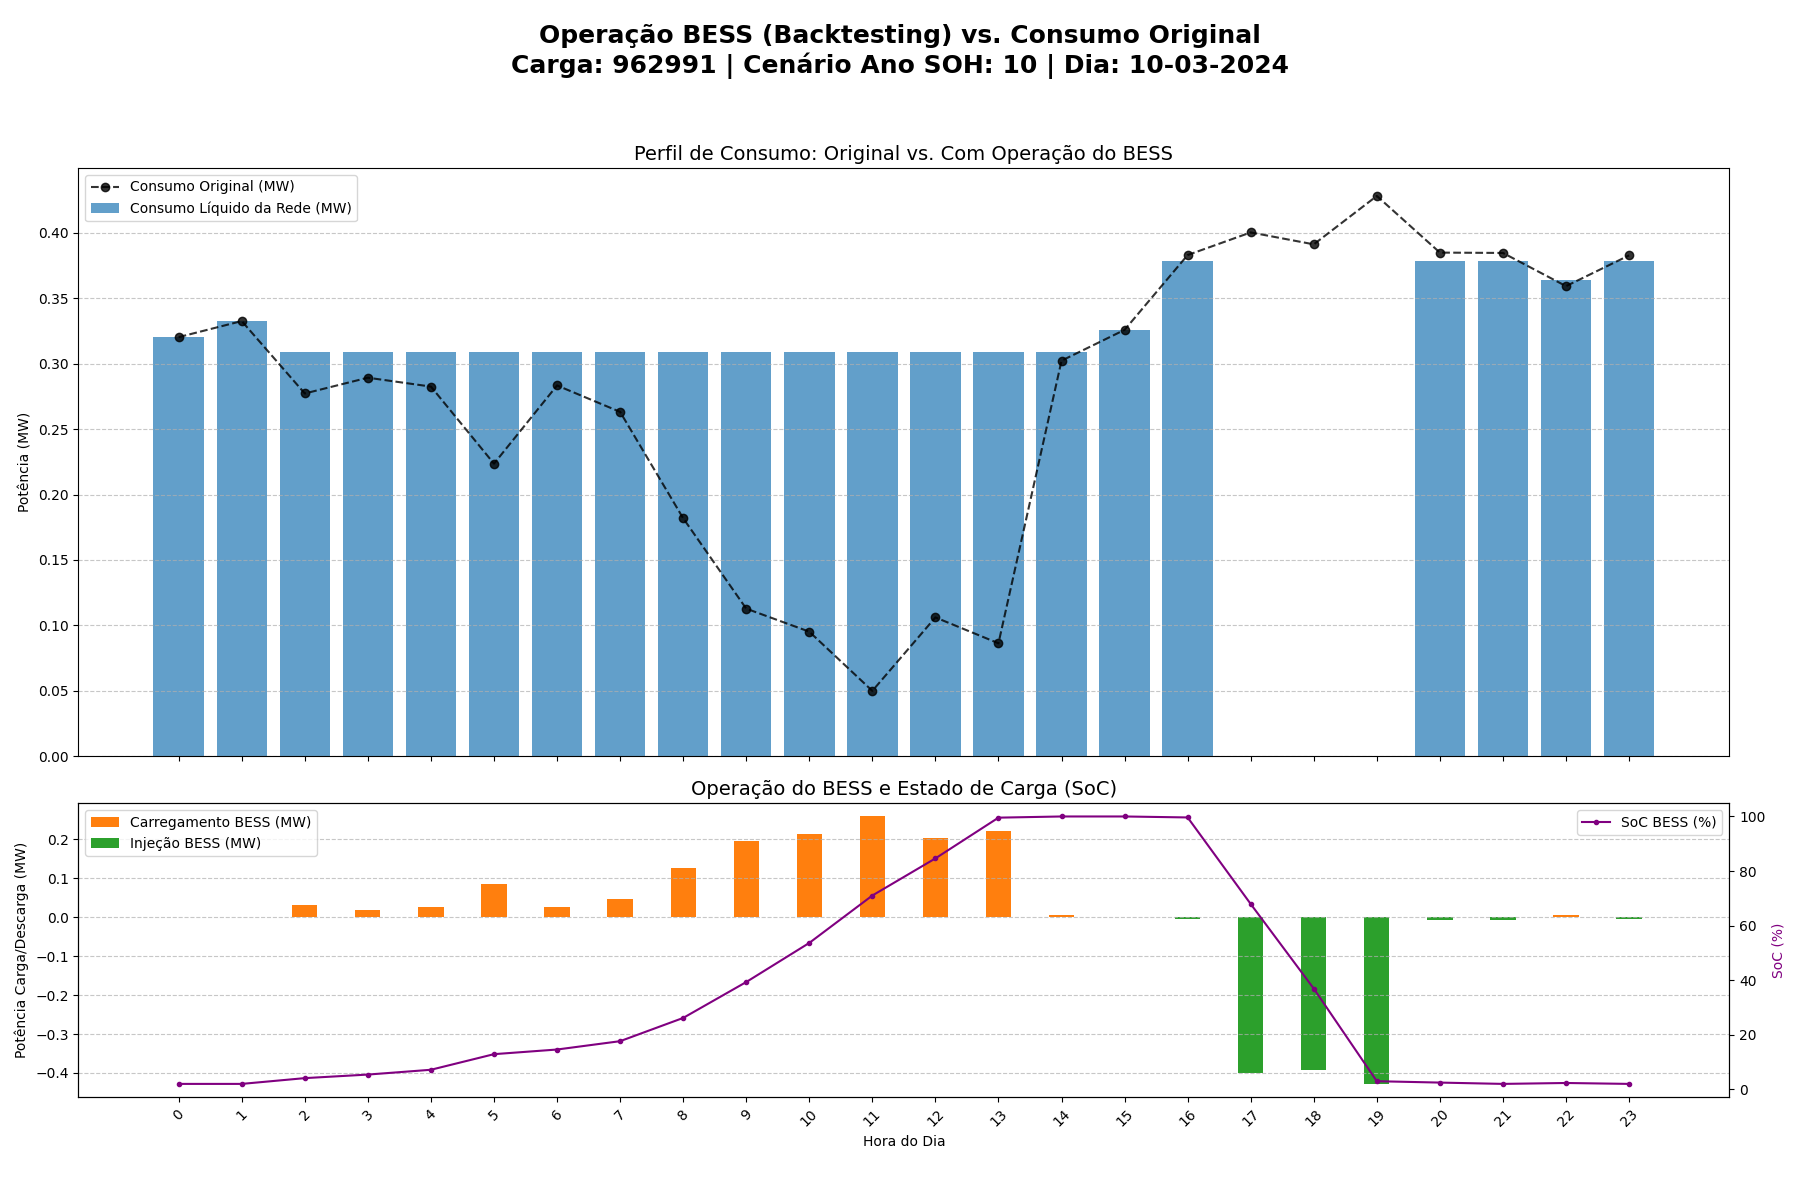 Operação BESS (Backtesting) vs. Consumo Original
Carga: 962991 | Cenário Ano SOH: 10 | Dia: 10-03-2024
Perfil de Consumo: Original vs. Com Operação do BESS
Consumo Original (MW)
Consumo Líquido da Rede (MW)
Potência (MW)
0.40
0.35
0.30
0.25
0.20
0.15
0.10
0.05
0.00
Operação do BESS e Estado de Carga (SoC)
Carregamento BESS (MW)
Injeção BESS (MW)
SoC BESS (%)
Potência Carga/Descarga (MW)
0.2
0.1
0.0
−0.1
−0.2
−0.3
−0.4
100
80
60
40
20
0
SoC (%)
0 1 2 3 4 5 6 7 8 9 10 11 12 13 14 15 16 17 18 19 20 21 22 23
Hora do Dia